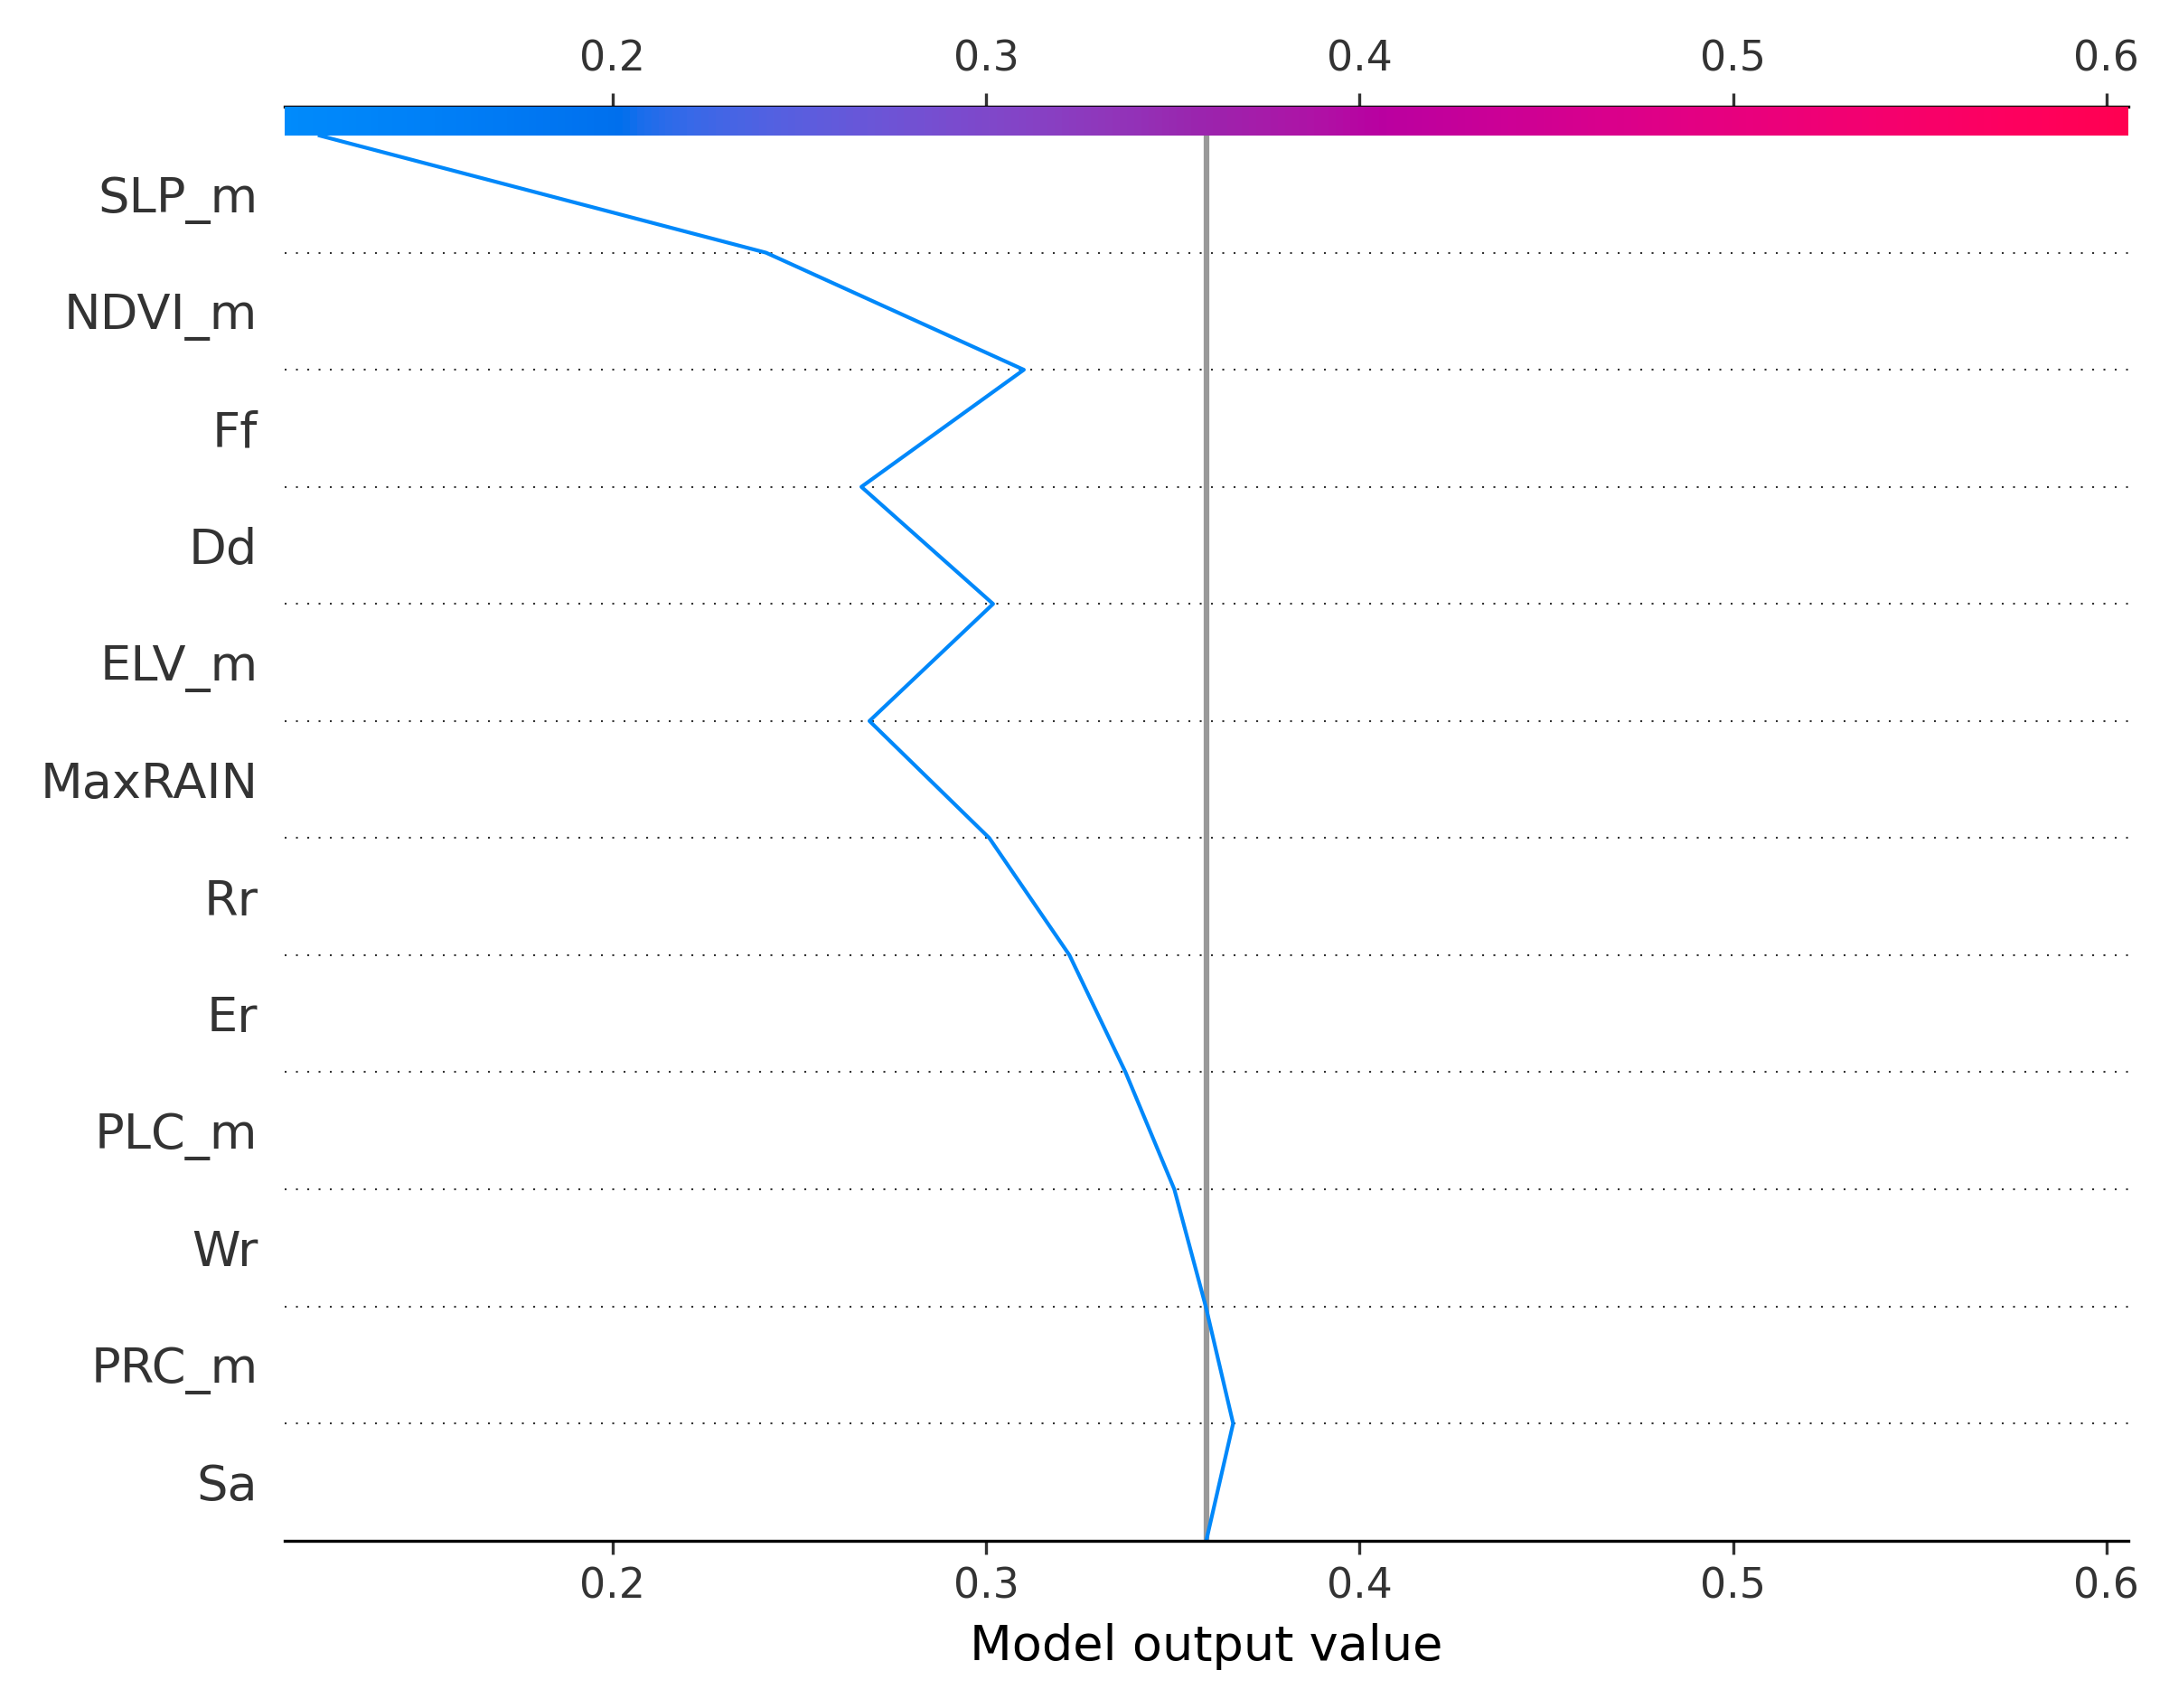 0.2 0.3 0.4 0.5 0.6
SLP_m
NDVI_m
Ff
Dd
ELV_m
MaxRAIN
Rr
Er
PLC_m
Wr
PRC_m
Sa
0.2 0.3 0.4 0.5 0.6
Model output value